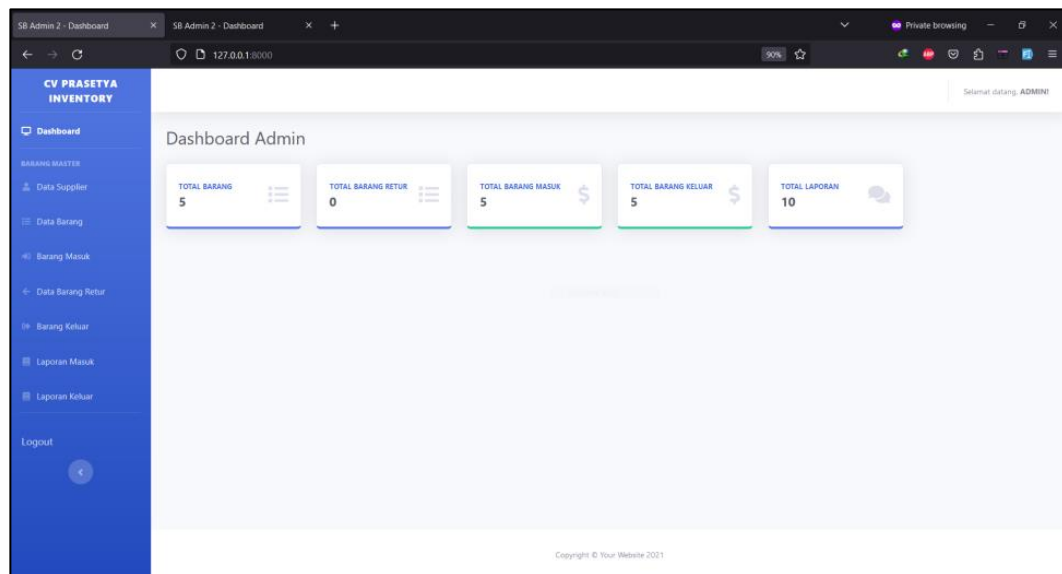 SB Admin 2 - Dashboard
SB Admin 2 - Dashboard
Private browsing
127.0.0.1:8000
90%
CV PRASETYA
INVENTORY
Selamat datang, ADMIN!
Dashboard
Dashboard Admin
BARANG MASTER
Data Supplier
Data Barang
Barang Masuk
Data Barang Retur
Barang Keluar
Laporan Masuk
Laporan Keluar
Logout
TOTAL BARANG
5
TOTAL BARANG RETUR
0
TOTAL BARANG MASUK
5
TOTAL BARANG KELUAR
5
TOTAL LAPORAN
10
Copyright © Your Website 2021